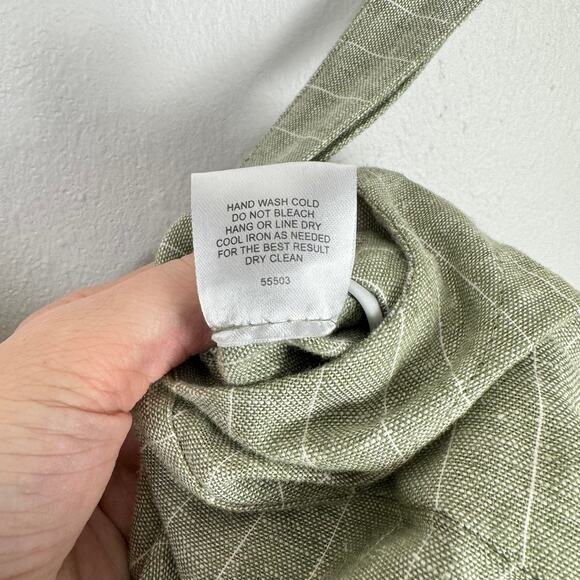 HAND WASH COLD
DO NOT BLEACH
HANG OR LINE DRY
COOL IRON AS NEEDED
FOR THE BEST RESULT
DRY CLEAN
55503